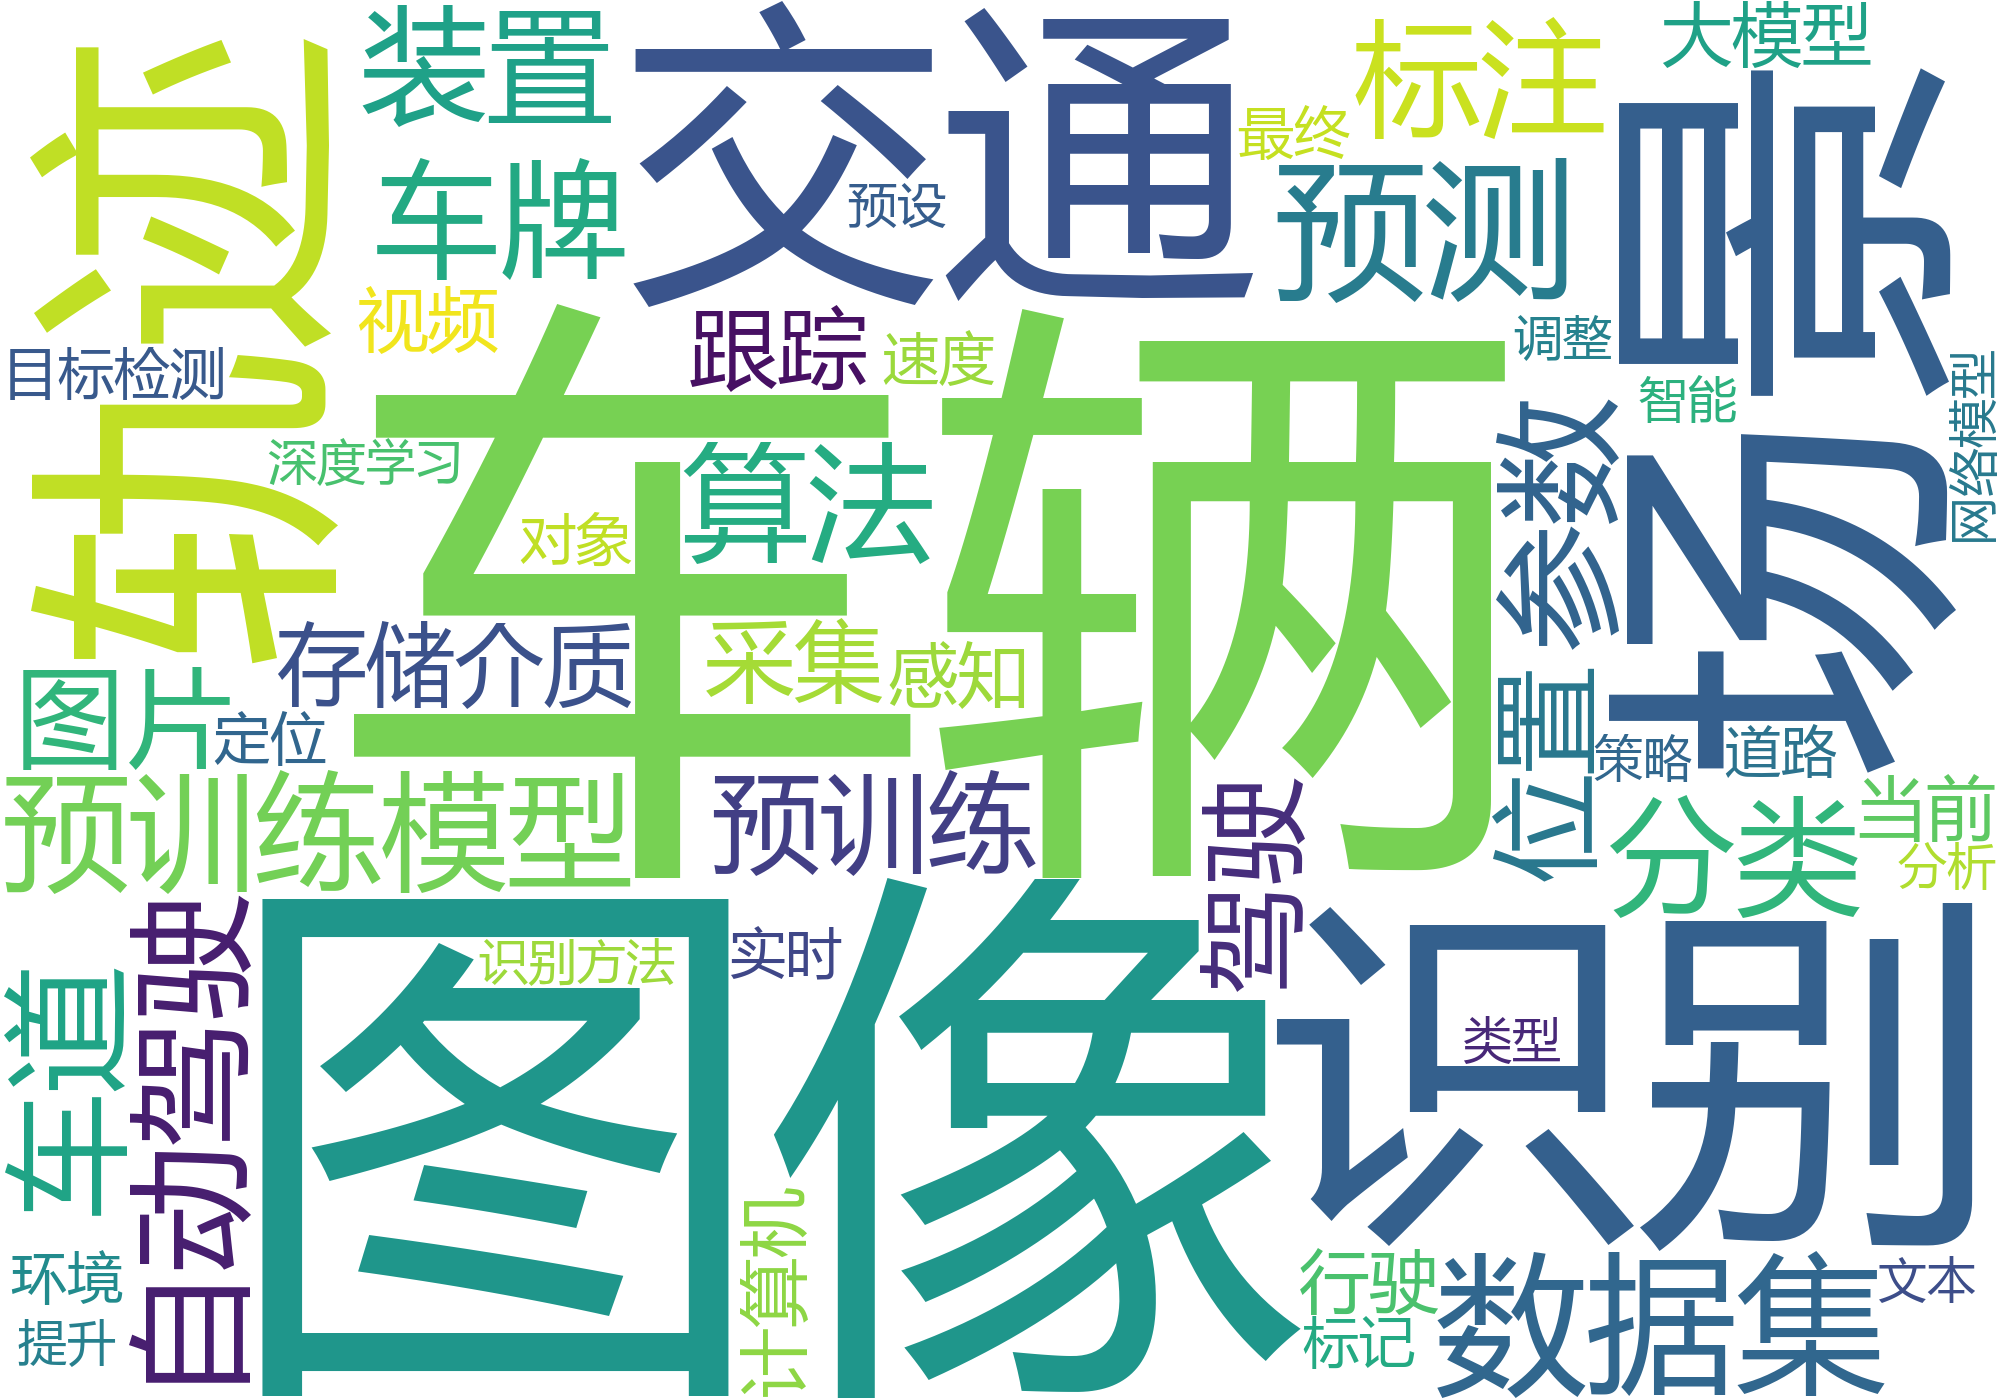 装置
交通
标注
大模型
轨迹
最终
车牌
预设
预测
场景
视频
跟踪
速度
调整
目标检测
车辆
智能
网络模型
参数
深度学习
算法
对象
存储介质
采集
感知
图片
定位
位置
策略
道路
预训练模型
预训练
驾驶
分类
当前
分析
自动驾驶
图像
识别方法
实时
识别
类型
车道
计算机
环境
提升
行驶
标记
数据集
文本